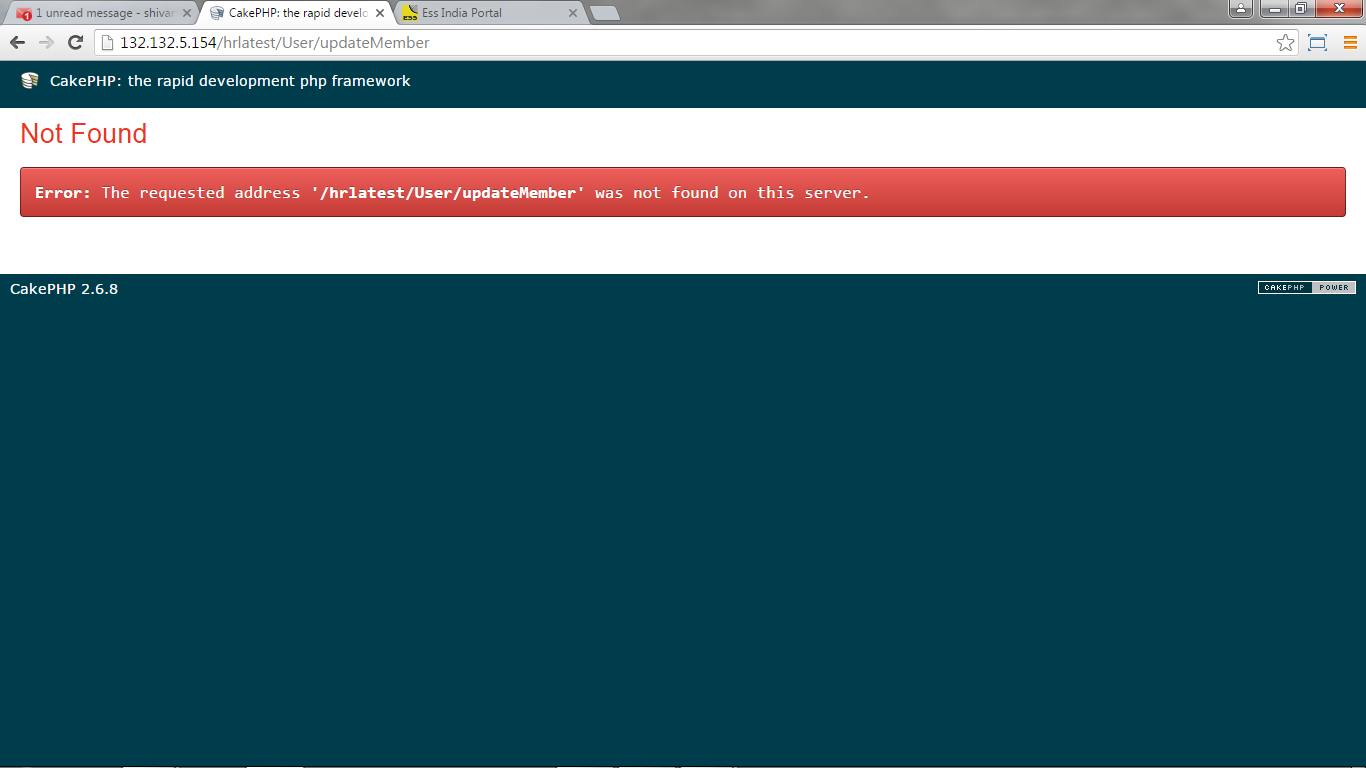 1 unread message - shivar
CakePHP: the rapid develo
Ess India Portal
132.132.5.154/hrlatest/User/updateMember
CakePHP: the rapid development php framework
Not Found
Error: The requested address '/hrlatest/User/updateMember' was not found on this server.
CakePHP 2.6.8
CAKEPHP POWER